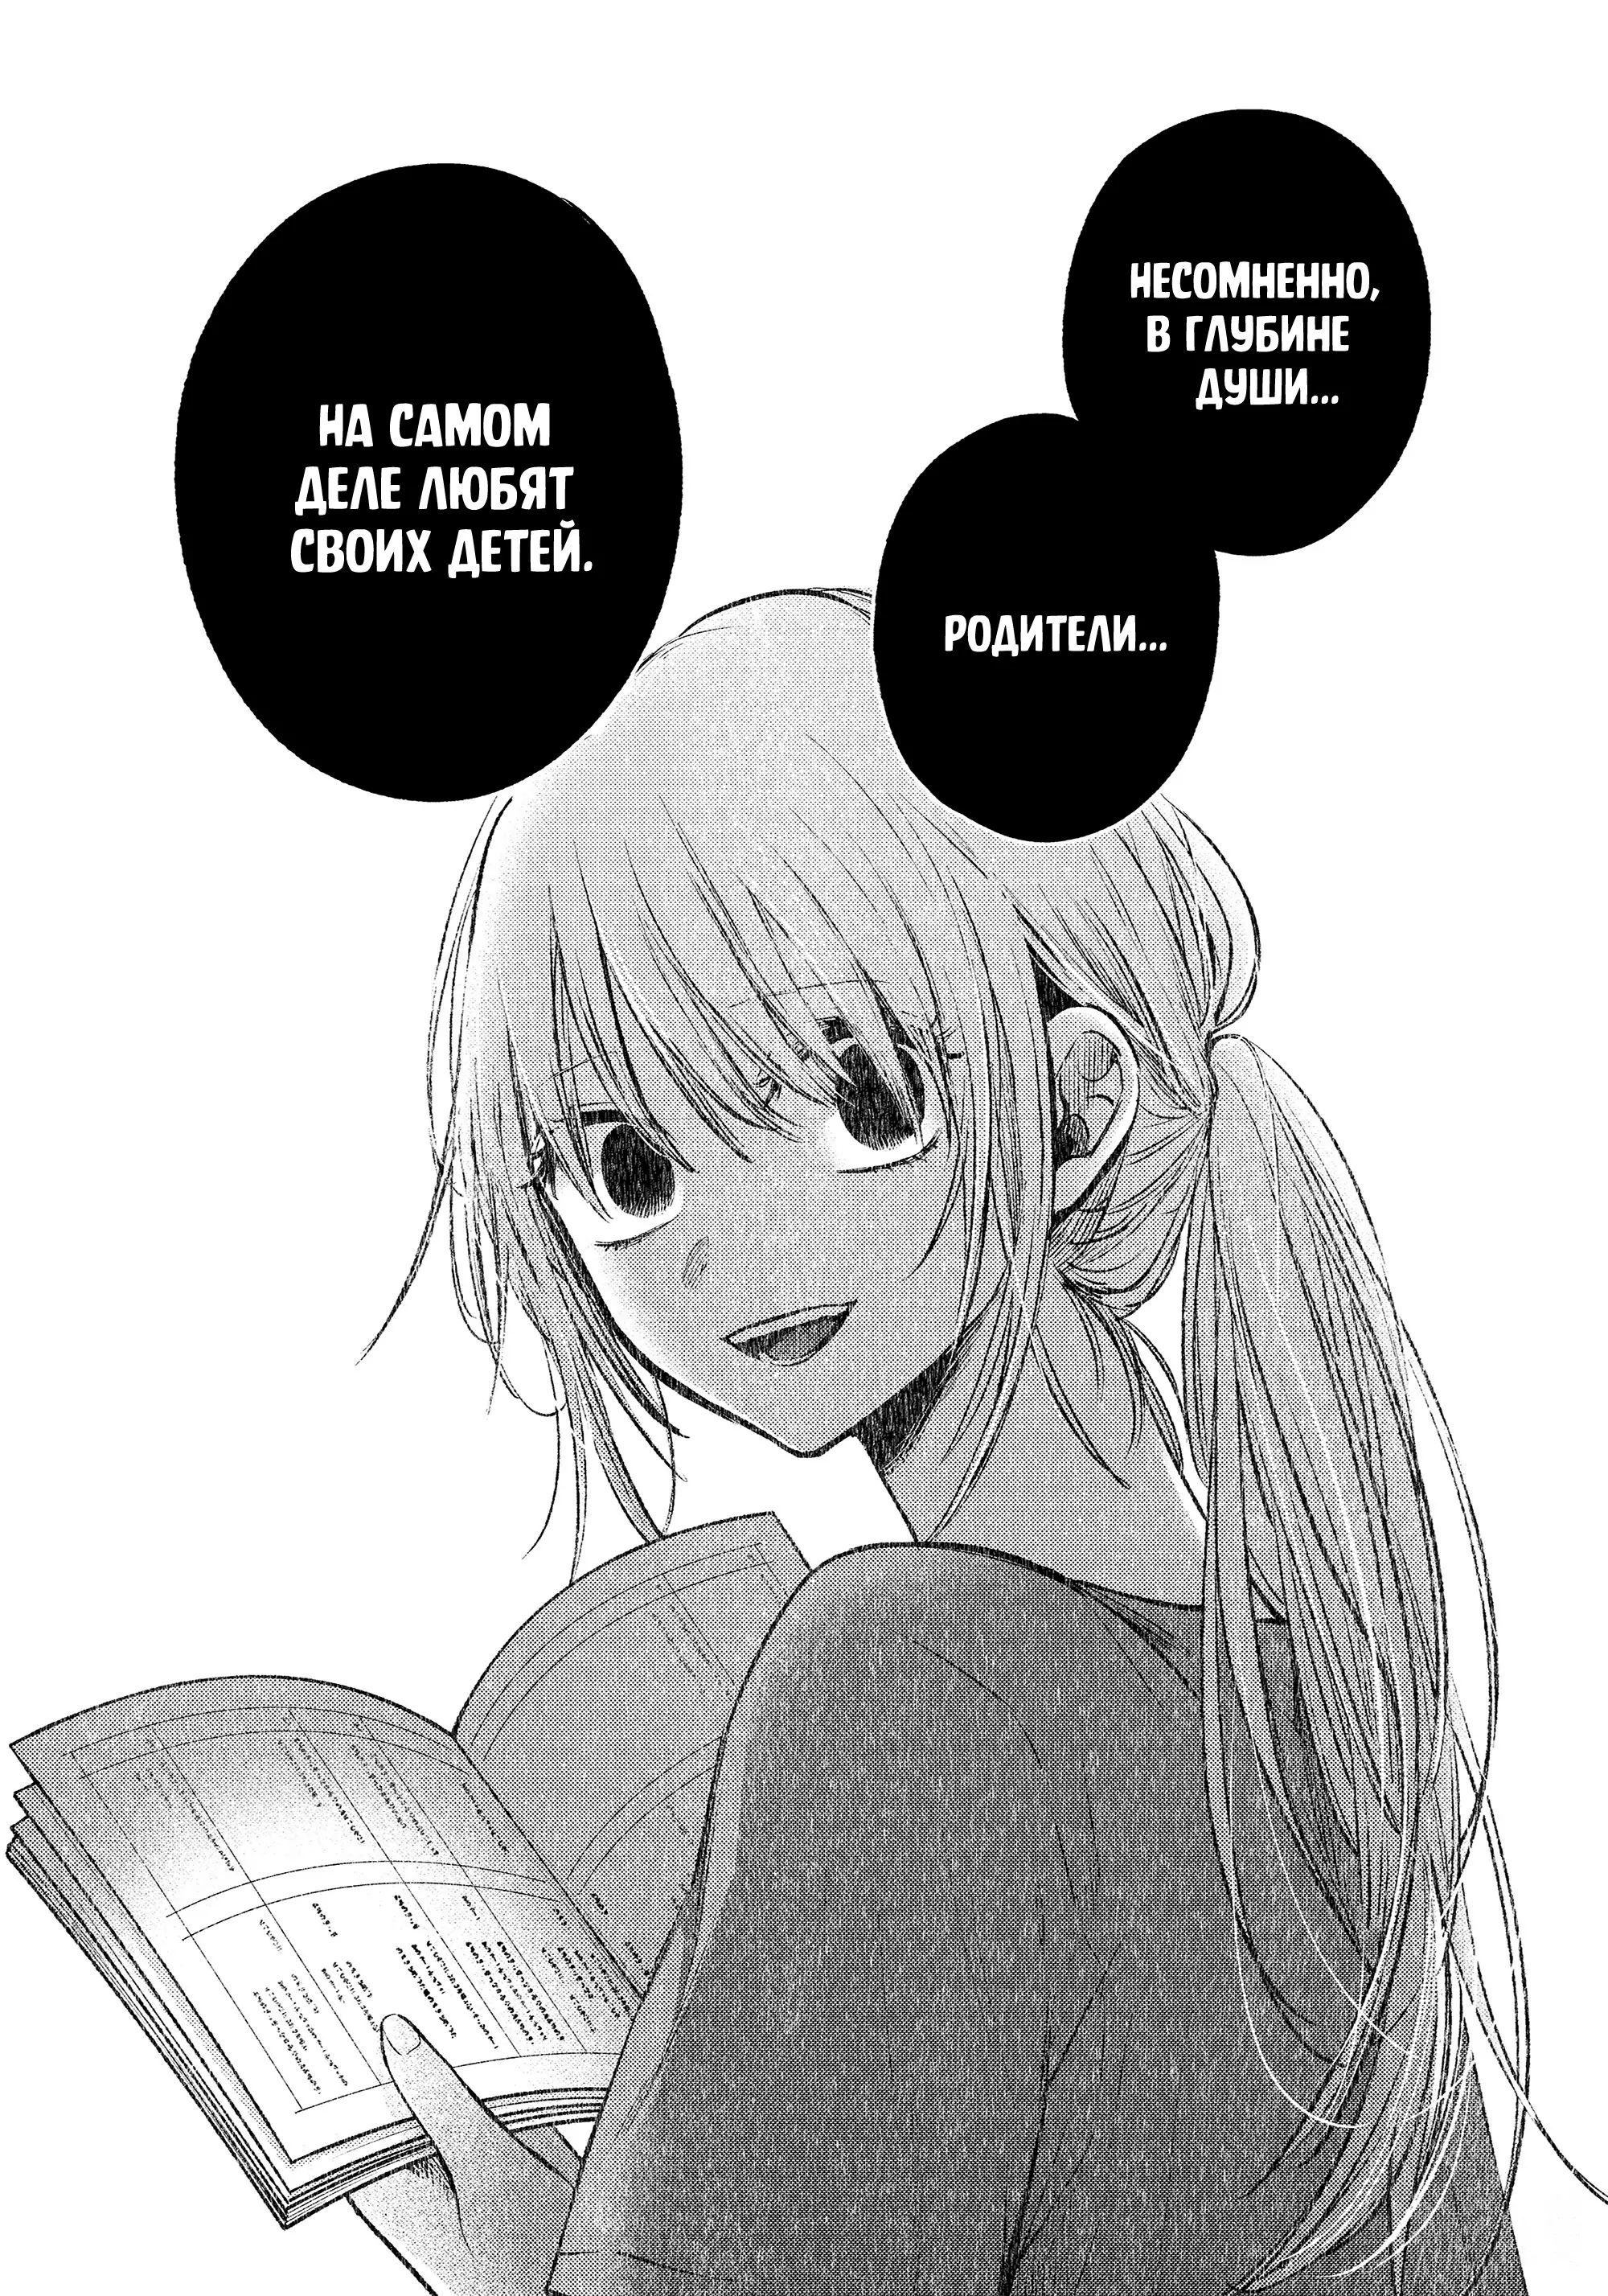 НЕСОМНЕННО,
В ГЛУБИНЕ
ДУШИ...
РОДИТЕЛИ...
НА САМОМ
ДЕЛЕ ЛЮБЯТ
СВОИХ ДЕТЕЙ.